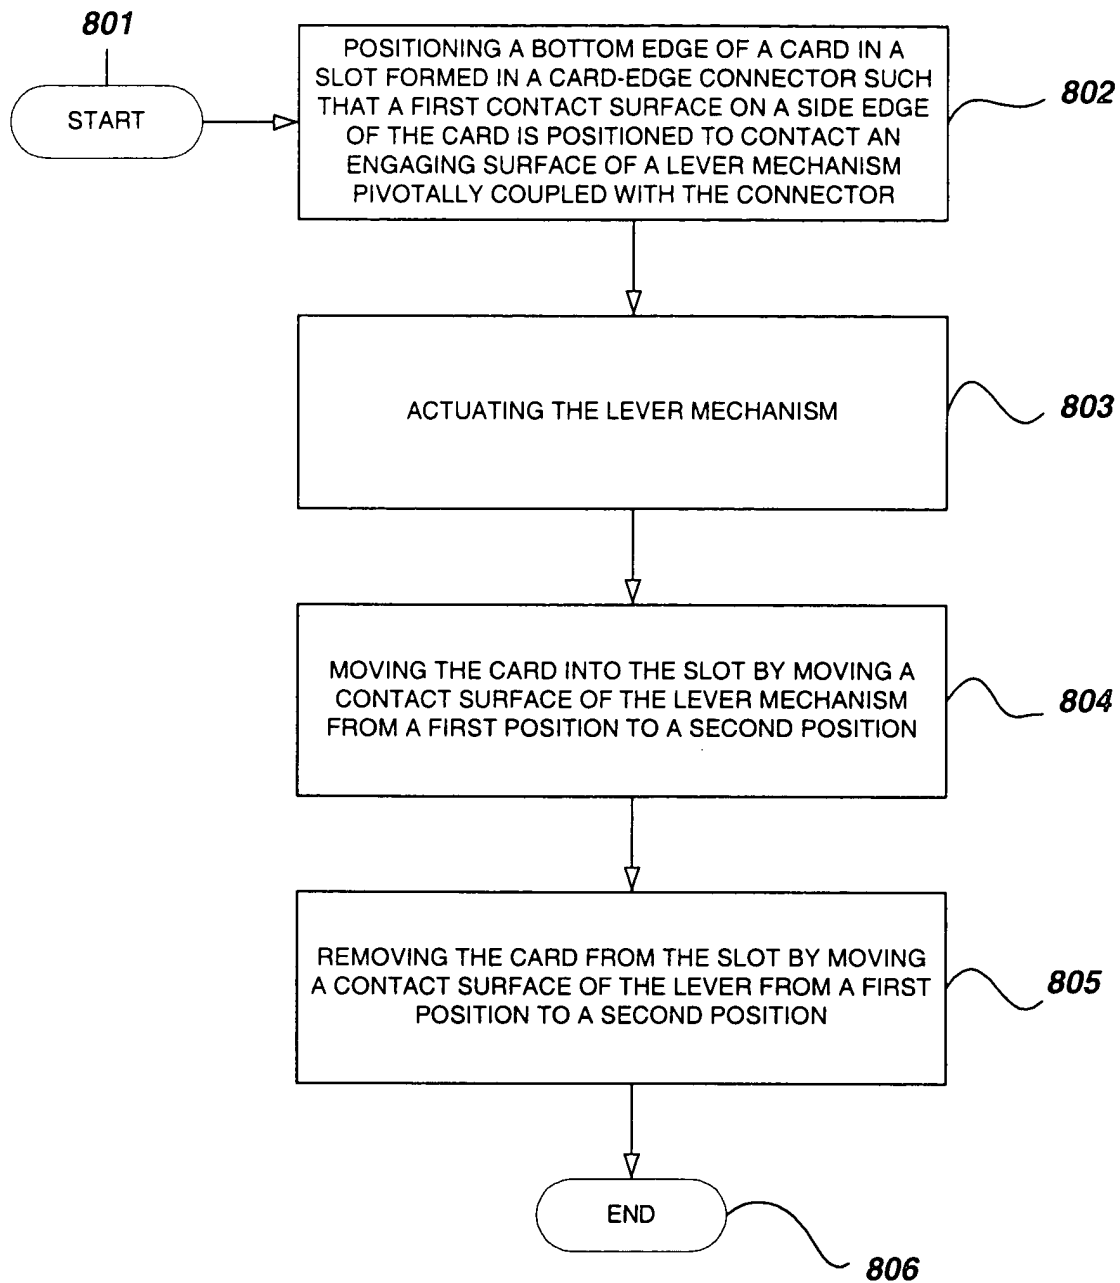 801
START
POSITIONING A BOTTOM EDGE OF A CARD IN A
SLOT FORMED IN A CARD-EDGE CONNECTOR SUCH
THAT A FIRST CONTACT SURFACE ON A SIDE EDGE
OF THE CARD IS POSITIONED TO CONTACT AN
ENGAGING SURFACE OF A LEVER MECHANISM
PIVOTALLY COUPLED WITH THE CONNECTOR
802
ACTUATING THE LEVER MECHANISM
803
MOVING THE CARD INTO THE SLOT BY MOVING A
CONTACT SURFACE OF THE LEVER MECHANISM
FROM A FIRST POSITION TO A SECOND POSITION
804
REMOVING THE CARD FROM THE SLOT BY MOVING
A CONTACT SURFACE OF THE LEVER FROM A FIRST
POSITION TO A SECOND POSITION
805
END
806